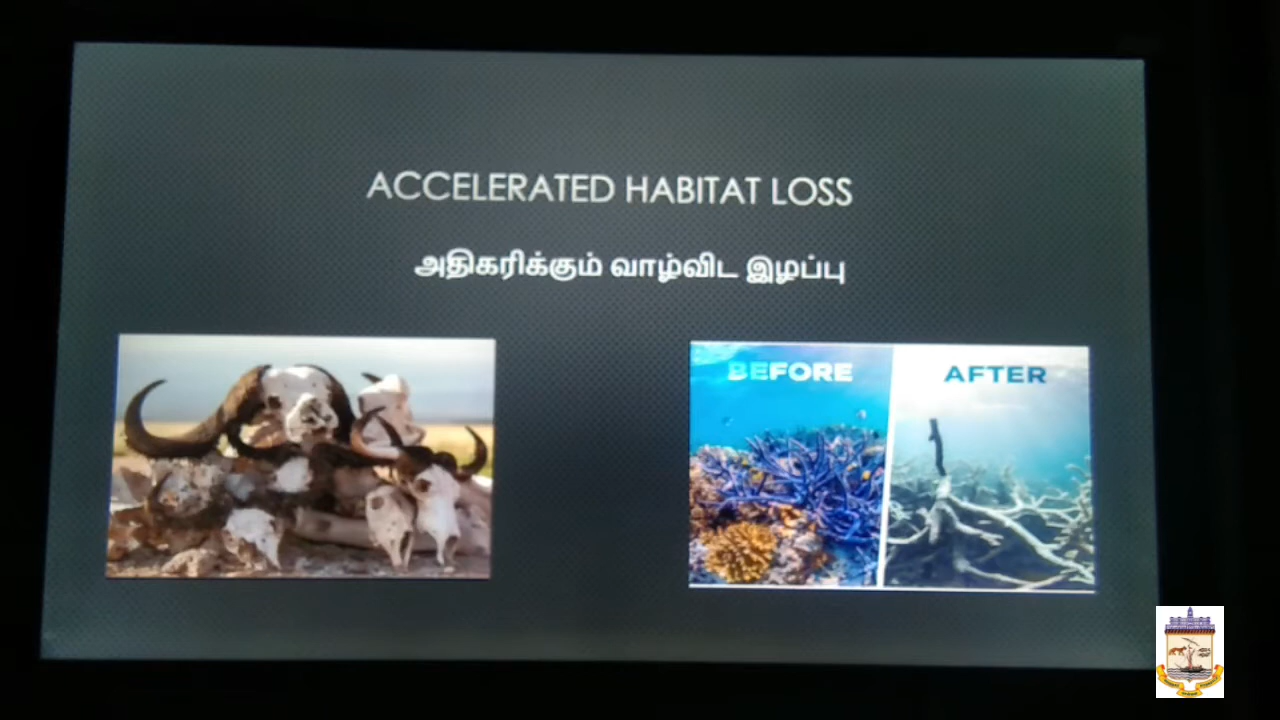 ACCELERATED HABITAT LOSS
அதிகரிக்கும் வாழ்விட இழப்பு
BEFORE
AFTER